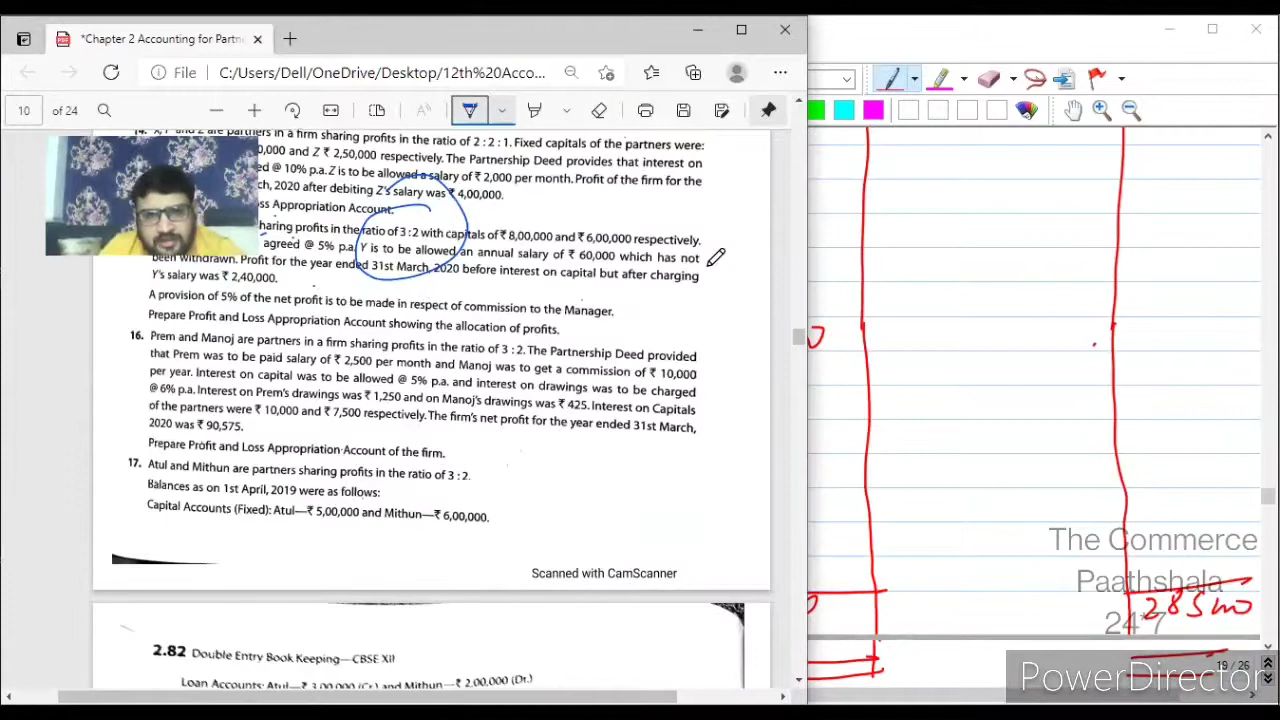 *Chapter 2 Accounting for Partn
File
C:/Users/Dell/OneDrive/Desktop/12th%20Acco...
10 of 24
14. X, Y and Z are partners in a firm sharing profits in the ratio of 2 : 2 : 1. Fixed capitals of the partners were:
0,000 and Z ₹ 2,50,000 respectively. The Partnership Deed provides that interest on
ed @ 10% p.a. Z is to be allowed a salary of ₹ 2,000 per month. Profit of the firm for the
ch, 2020 after debiting Z's salary was ₹ 4,00,000.
ss Appropriation Account.
haring profits in the ratio of 3 : 2 with capitals of ₹ 8,00,000 and ₹ 6,00,000 respectively.
agreed @ 5% p.a. Y is to be allowed an annual salary of ₹ 60,000 which has not
been withdrawn. Profit for the year ended 31st March, 2020 before interest on capital but after charging
Y's salary was ₹ 2,40,000.
A provision of 5% of the net profit is to be made in respect of commission to the Manager.
Prepare Profit and Loss Appropriation Account showing the allocation of profits.
16. Prem and Manoj are partners in a firm sharing profits in the ratio of 3 : 2. The Partnership Deed provided
that Prem was to be paid salary of ₹ 2,500 per month and Manoj was to get a commission of ₹ 10,000
per year. Interest on capital was to be allowed @ 5% p.a. and interest on drawings was to be charged
@ 6% p.a. Interest on Prem's drawings was ₹ 1,250 and on Manoj's drawings was ₹ 425. Interest on Capitals
of the partners were ₹ 10,000 and ₹ 7,500 respectively. The firm's net profit for the year ended 31st March,
2020 was ₹ 90,575.
Prepare Profit and Loss Appropriation Account of the firm.
17. Atul and Mithun are partners sharing profits in the ratio of 3 : 2.
Balances as on 1st April, 2019 were as follows:
Capital Accounts (Fixed): Atul—₹ 5,00,000 and Mithun—₹ 6,00,000.
Scanned with CamScanner
2.82 Double Entry Book Keeping—CBSE XII
Loan Accounts: Atul—₹ 3,00,000 (Cr.) and Mithun—₹ 2,00,000 (Dr.)
The Commerce
Paathshala
24*7
19 / 26
PowerDirector